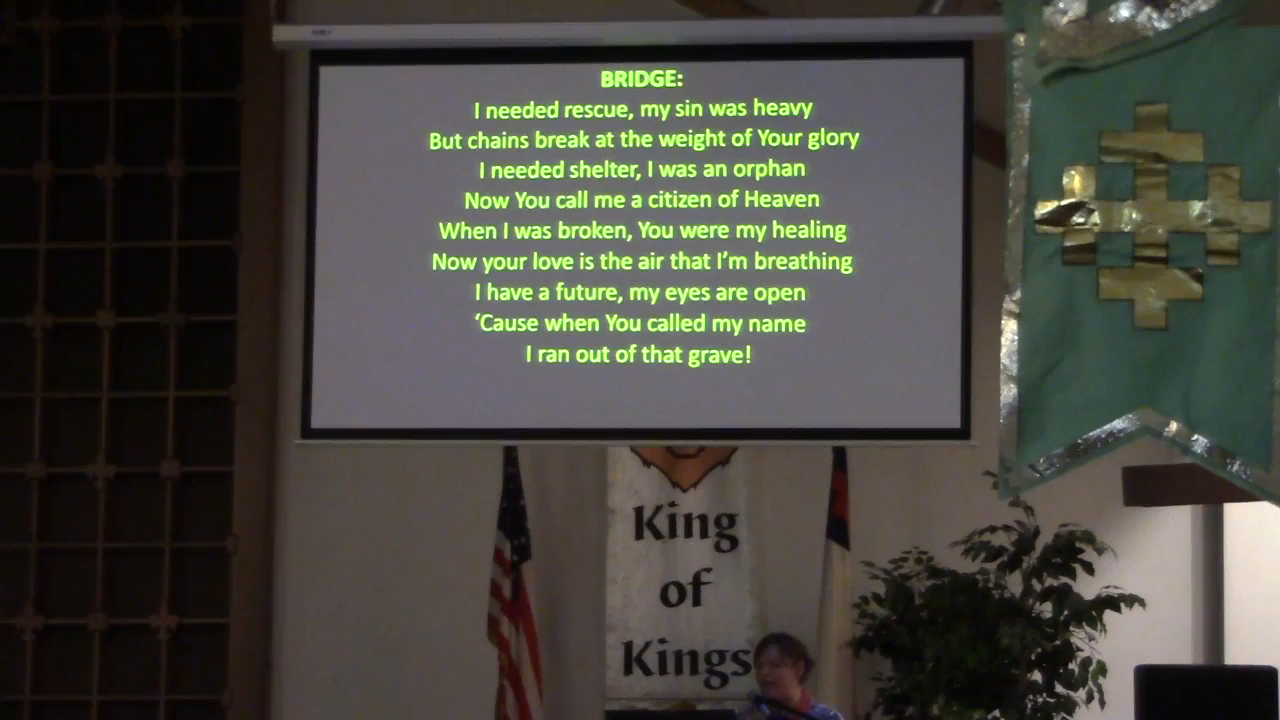 BRIDGE:
I needed rescue, my sin was heavy
But chains break at the weight of Your glory
I needed shelter, I was an orphan
Now You call me a citizen of Heaven
When I was broken, You were my healing
Now your love is the air that I'm breathing
I have a future, my eyes are open
‘Cause when You called my name
I ran out of that grave!
King
of
Kings